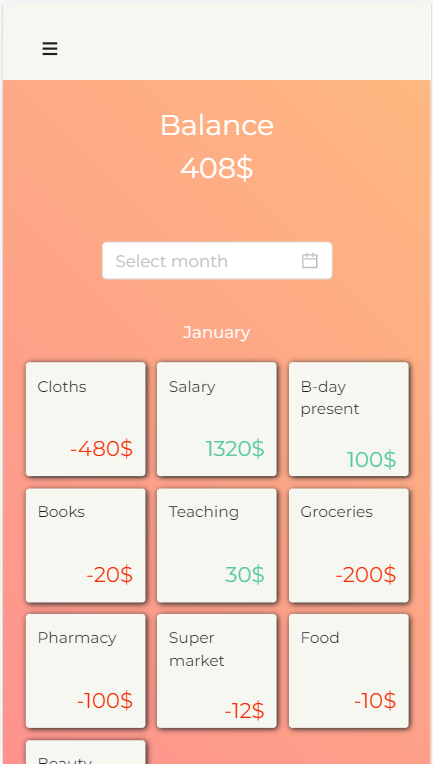 Balance
408$
Select month
January
Cloths
-480$
Salary
1320$
B-day
present
100$
Books
-20$
Teaching
30$
Groceries
-200$
Pharmacy
-100$
Super
market
-12$
Food
-10$
Beauty